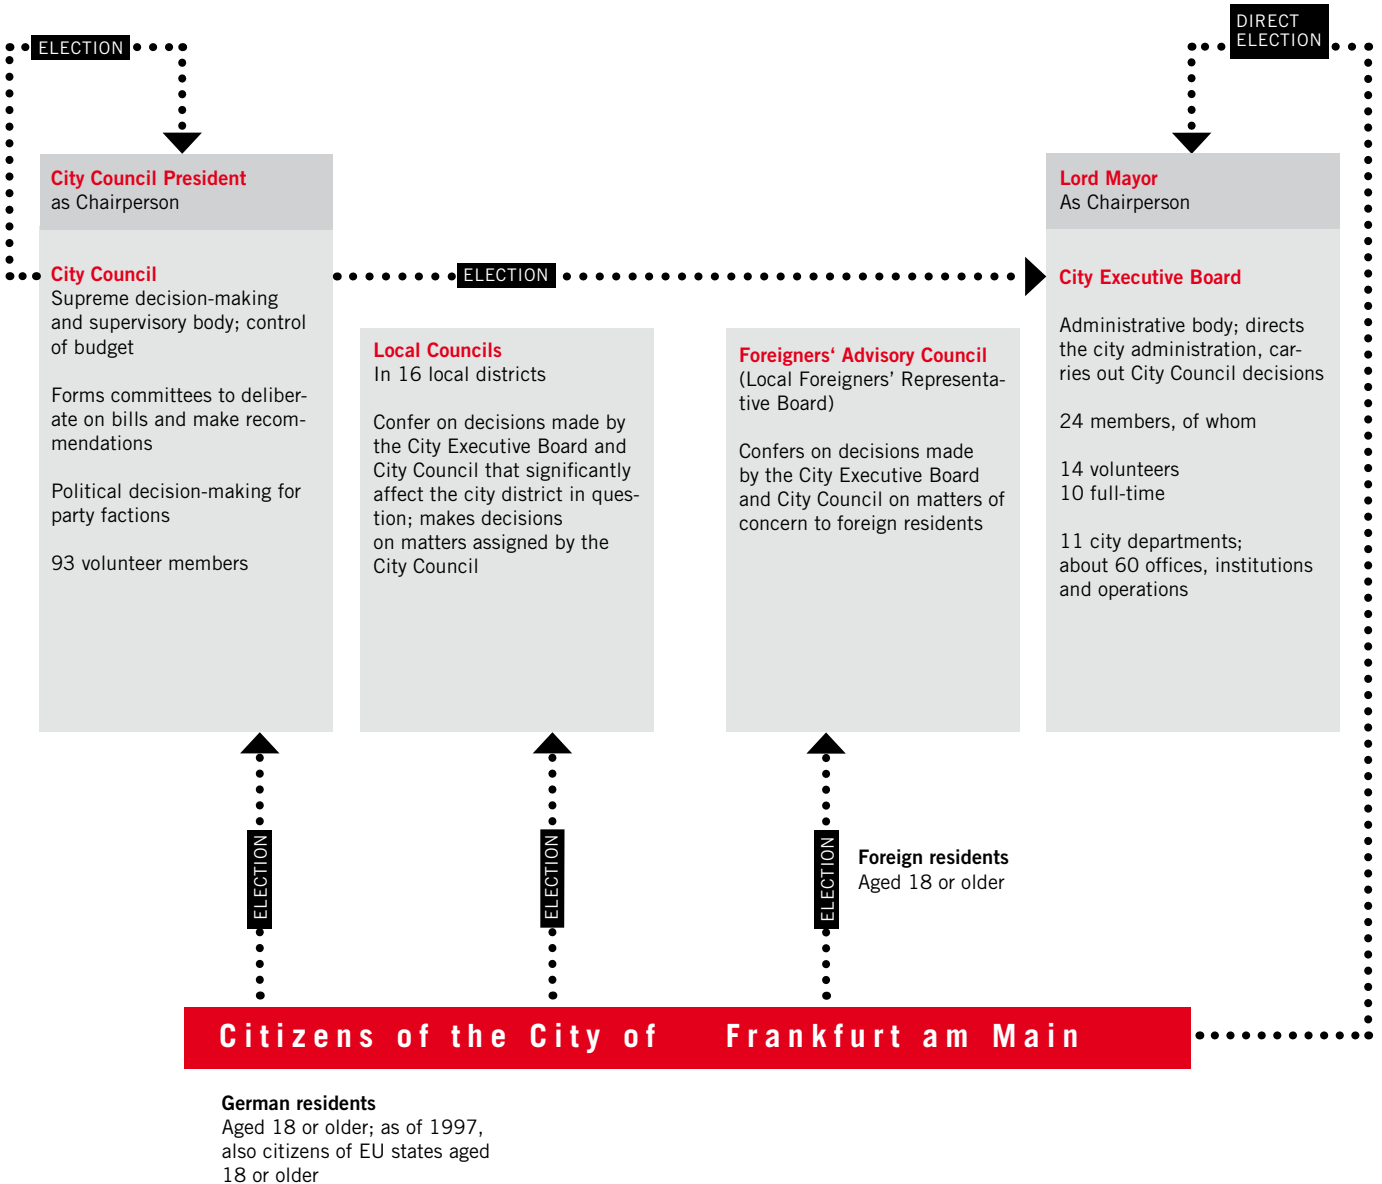 ELECTION
DIRECT
ELECTION
City Council President
as Chairperson
City Council
Supreme decision-making
and supervisory body; control
of budget
Forms committees to deliber-
ate on bills and make recom-
mendations
Political decision-making for
party factions
93 volunteer members
ELECTION
Local Councils
In 16 local districts
Confer on decisions made by
the City Executive Board and
City Council that significantly
affect the city district in ques-
tion; makes decisions
on matters assigned by the
City Council
Foreigners‘ Advisory Council
(Local Foreigners’ Representa-
tive Board)
Confers on decisions made
by the City Executive Board
and City Council on matters of
concern to foreign residents
Lord Mayor
As Chairperson
City Executive Board
Administrative body; directs
the city administration, car-
ries out City Council decisions
24 members, of whom
14 volunteers
10 full-time
11 city departments;
about 60 offices, institutions
and operations
ELECTION
ELECTION
ELECTION
Foreign residents
Aged 18 or older
Citizens of the City of Frankfurt am Main
German residents
Aged 18 or older; as of 1997,
also citizens of EU states aged
18 or older